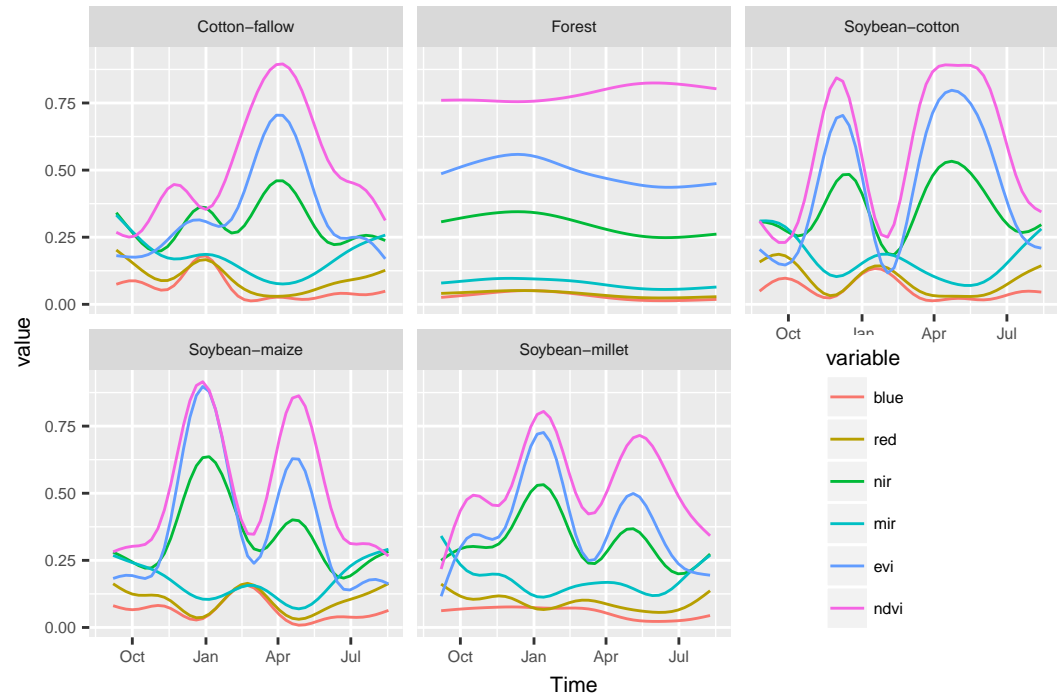 Cotton−fallow
Forest
Soybean−cotton
0.75
0.50
0.25
0.00
Oct
Jan
Apr
Jul
value
Soybean−maize
Soybean−millet
0.75
0.50
0.25
0.00
Oct
Jan
Apr
Jul
Oct
Jan
Apr
Jul
Time
variable
blue
red
nir
mir
evi
ndvi